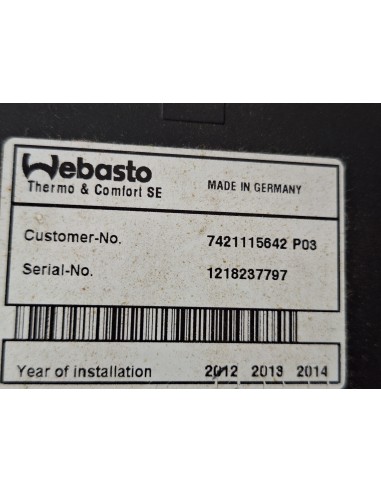 Webasto
Thermo & Comfort SE MADE IN GERMANY
Customer-No. 7421115642 P03
Serial-No. 1218237797
Year of installation 2012 2013 2014